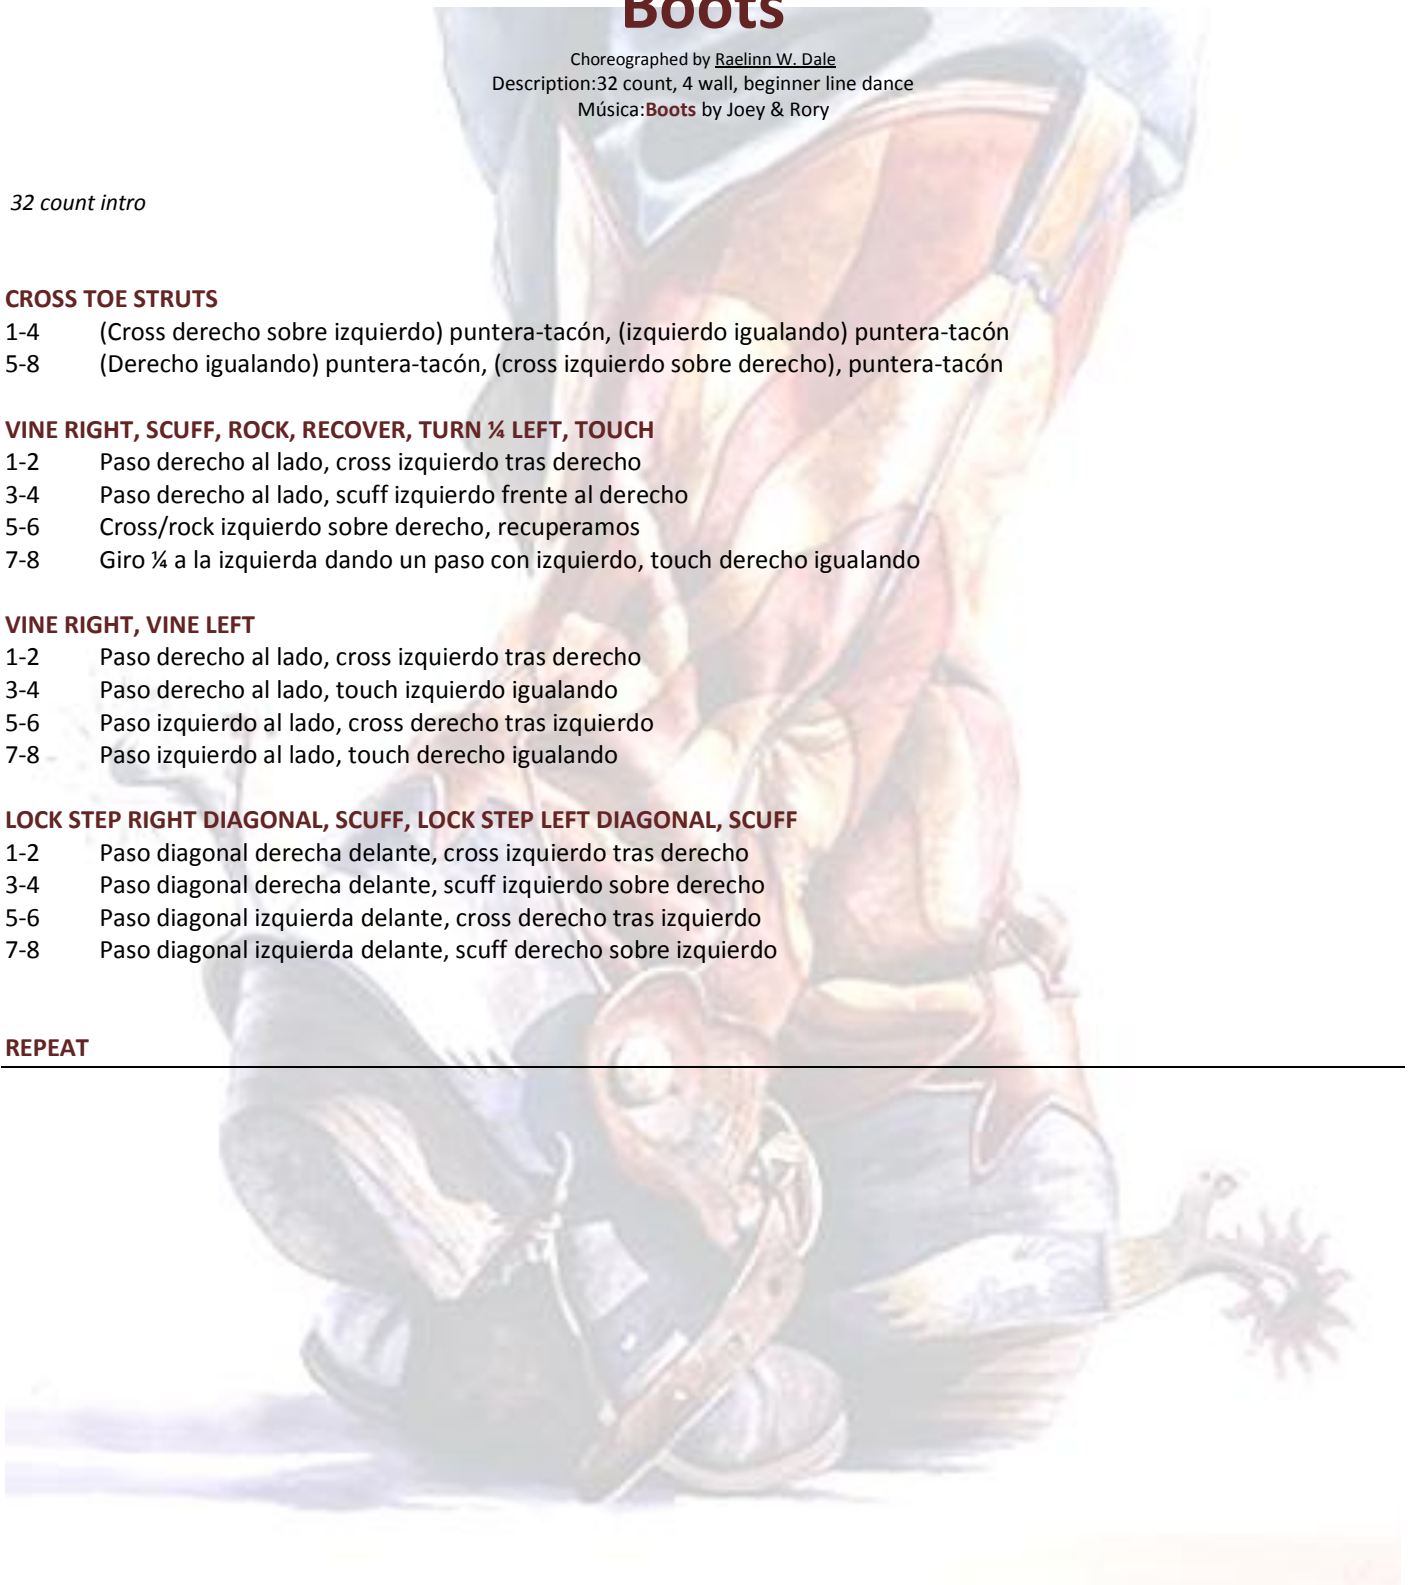 Boots
Choreographed by Raelinn W. Dale
Description:32 count, 4 wall, beginner line dance
Música:Boots by Joey & Rory
32 count intro
CROSS TOE STRUTS
1-4 (Cross derecho sobre izquierdo) puntera-tacón, (izquierdo igualando) puntera-tacón
5-8 (Derecho igualando) puntera-tacón, (cross izquierdo sobre derecho), puntera-tacón
VINE RIGHT, SCUFF, ROCK, RECOVER, TURN ¼ LEFT, TOUCH
1-2 Paso derecho al lado, cross izquierdo tras derecho
3-4 Paso derecho al lado, scuff izquierdo frente al derecho
5-6 Cross/rock izquierdo sobre derecho, recuperamos
7-8 Giro ¼ a la izquierda dando un paso con izquierdo, touch derecho igualando
VINE RIGHT, VINE LEFT
1-2 Paso derecho al lado, cross izquierdo tras derecho
3-4 Paso derecho al lado, touch izquierdo igualando
5-6 Paso izquierdo al lado, cross derecho tras izquierdo
7-8 Paso izquierdo al lado, touch derecho igualando
LOCK STEP RIGHT DIAGONAL, SCUFF, LOCK STEP LEFT DIAGONAL, SCUFF
1-2 Paso diagonal derecha delante, cross izquierdo tras derecho
3-4 Paso diagonal derecha delante, scuff izquierdo sobre derecho
5-6 Paso diagonal izquierda delante, cross derecho tras izquierdo
7-8 Paso diagonal izquierda delante, scuff derecho sobre izquierdo
REPEAT